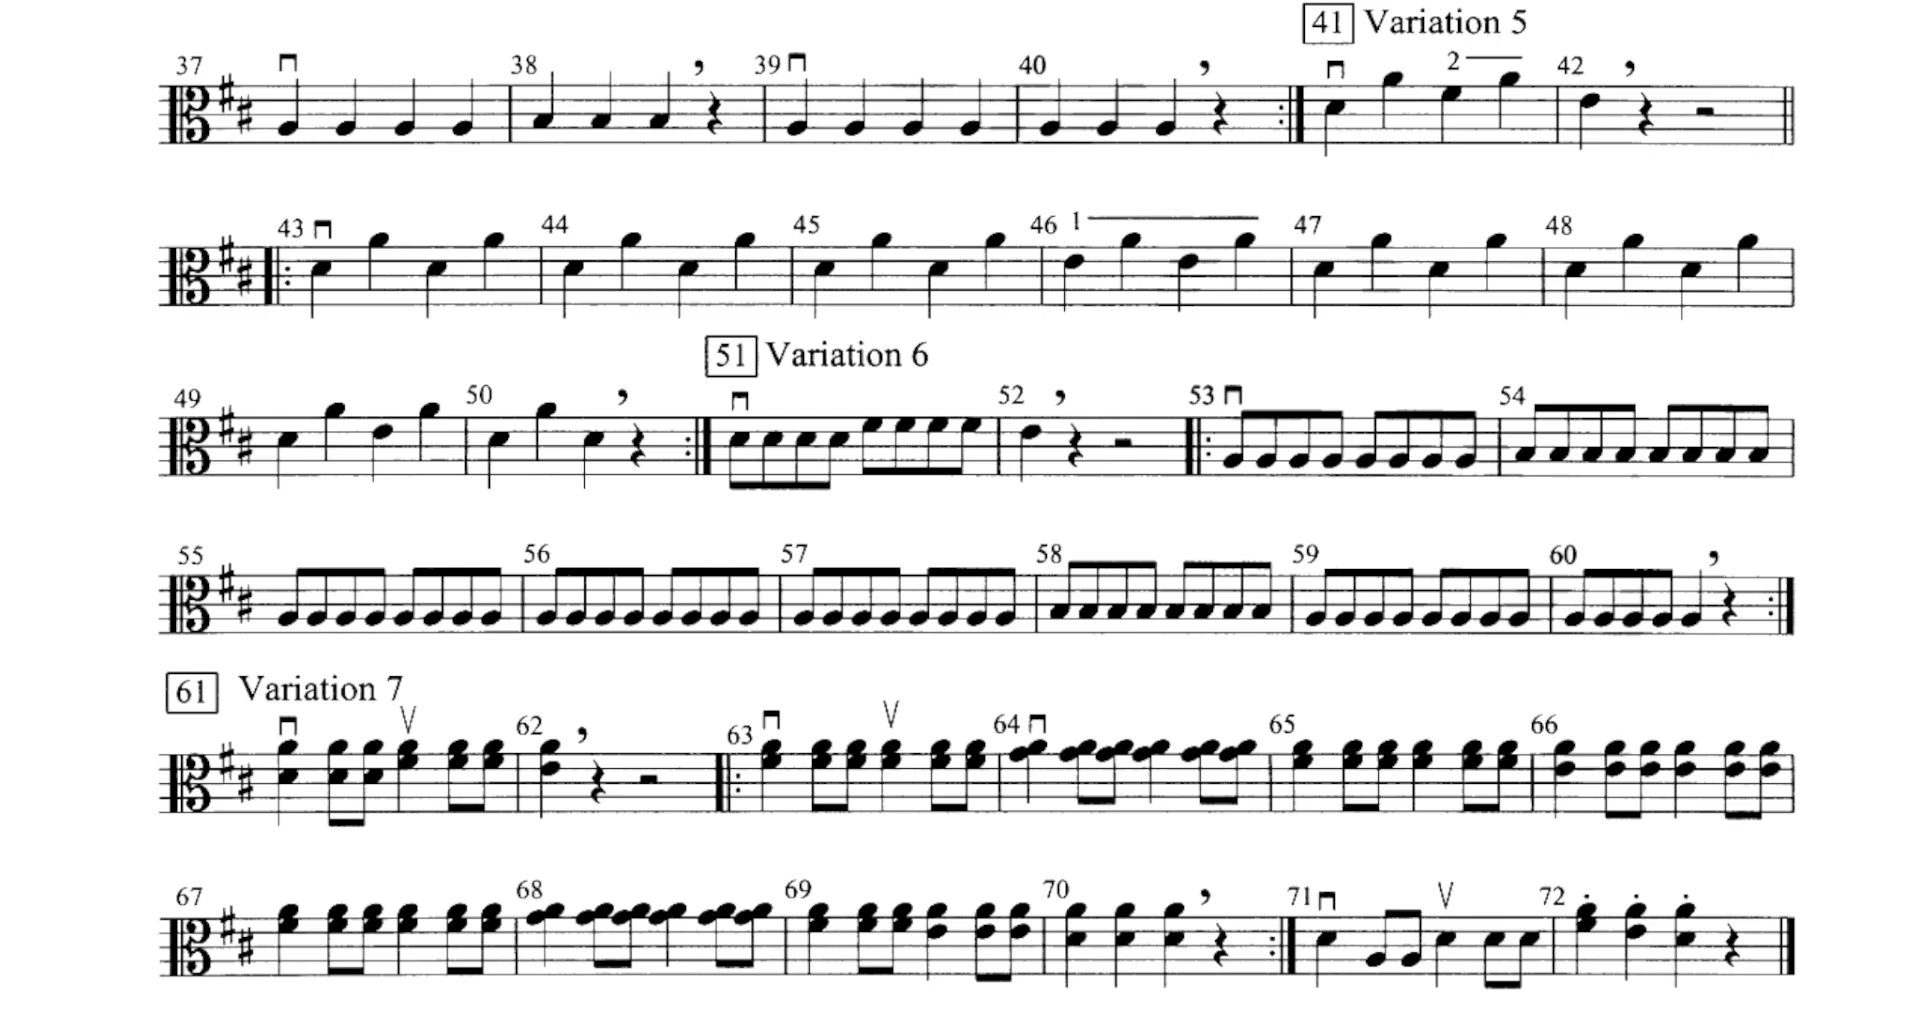 41 Variation 5
37 38 39 40 2 42
43 44 45 46 1 47 48
51 Variation 6
49 50 52 53 54
55 56 57 58 59 60
61 Variation 7
62 63 64 65 66
67 68 69 70 71 72